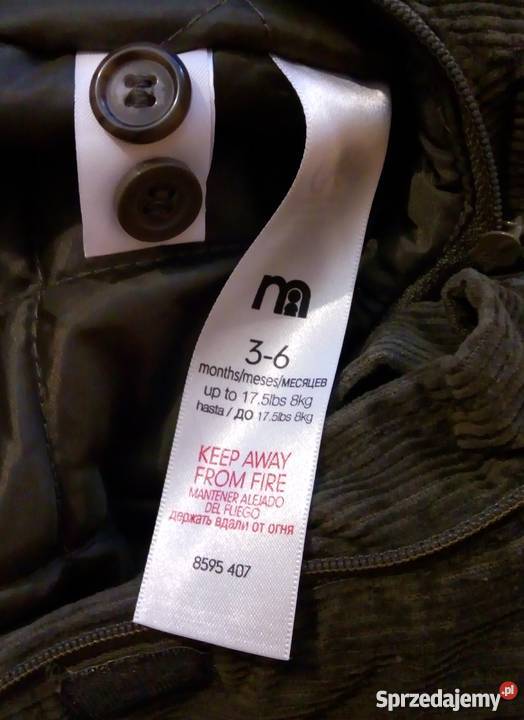 m
3-6
months/meses/МЕСЯЦЕВ
up to 17.5lbs 8kg
hasta / ДО 17.5lbs 8kg
KEEP AWAY
FROM FIRE
MANTENER ALEJADO
DEL FUEGO
держать вдали от огня
8595 407
Sprzedajemy.pl